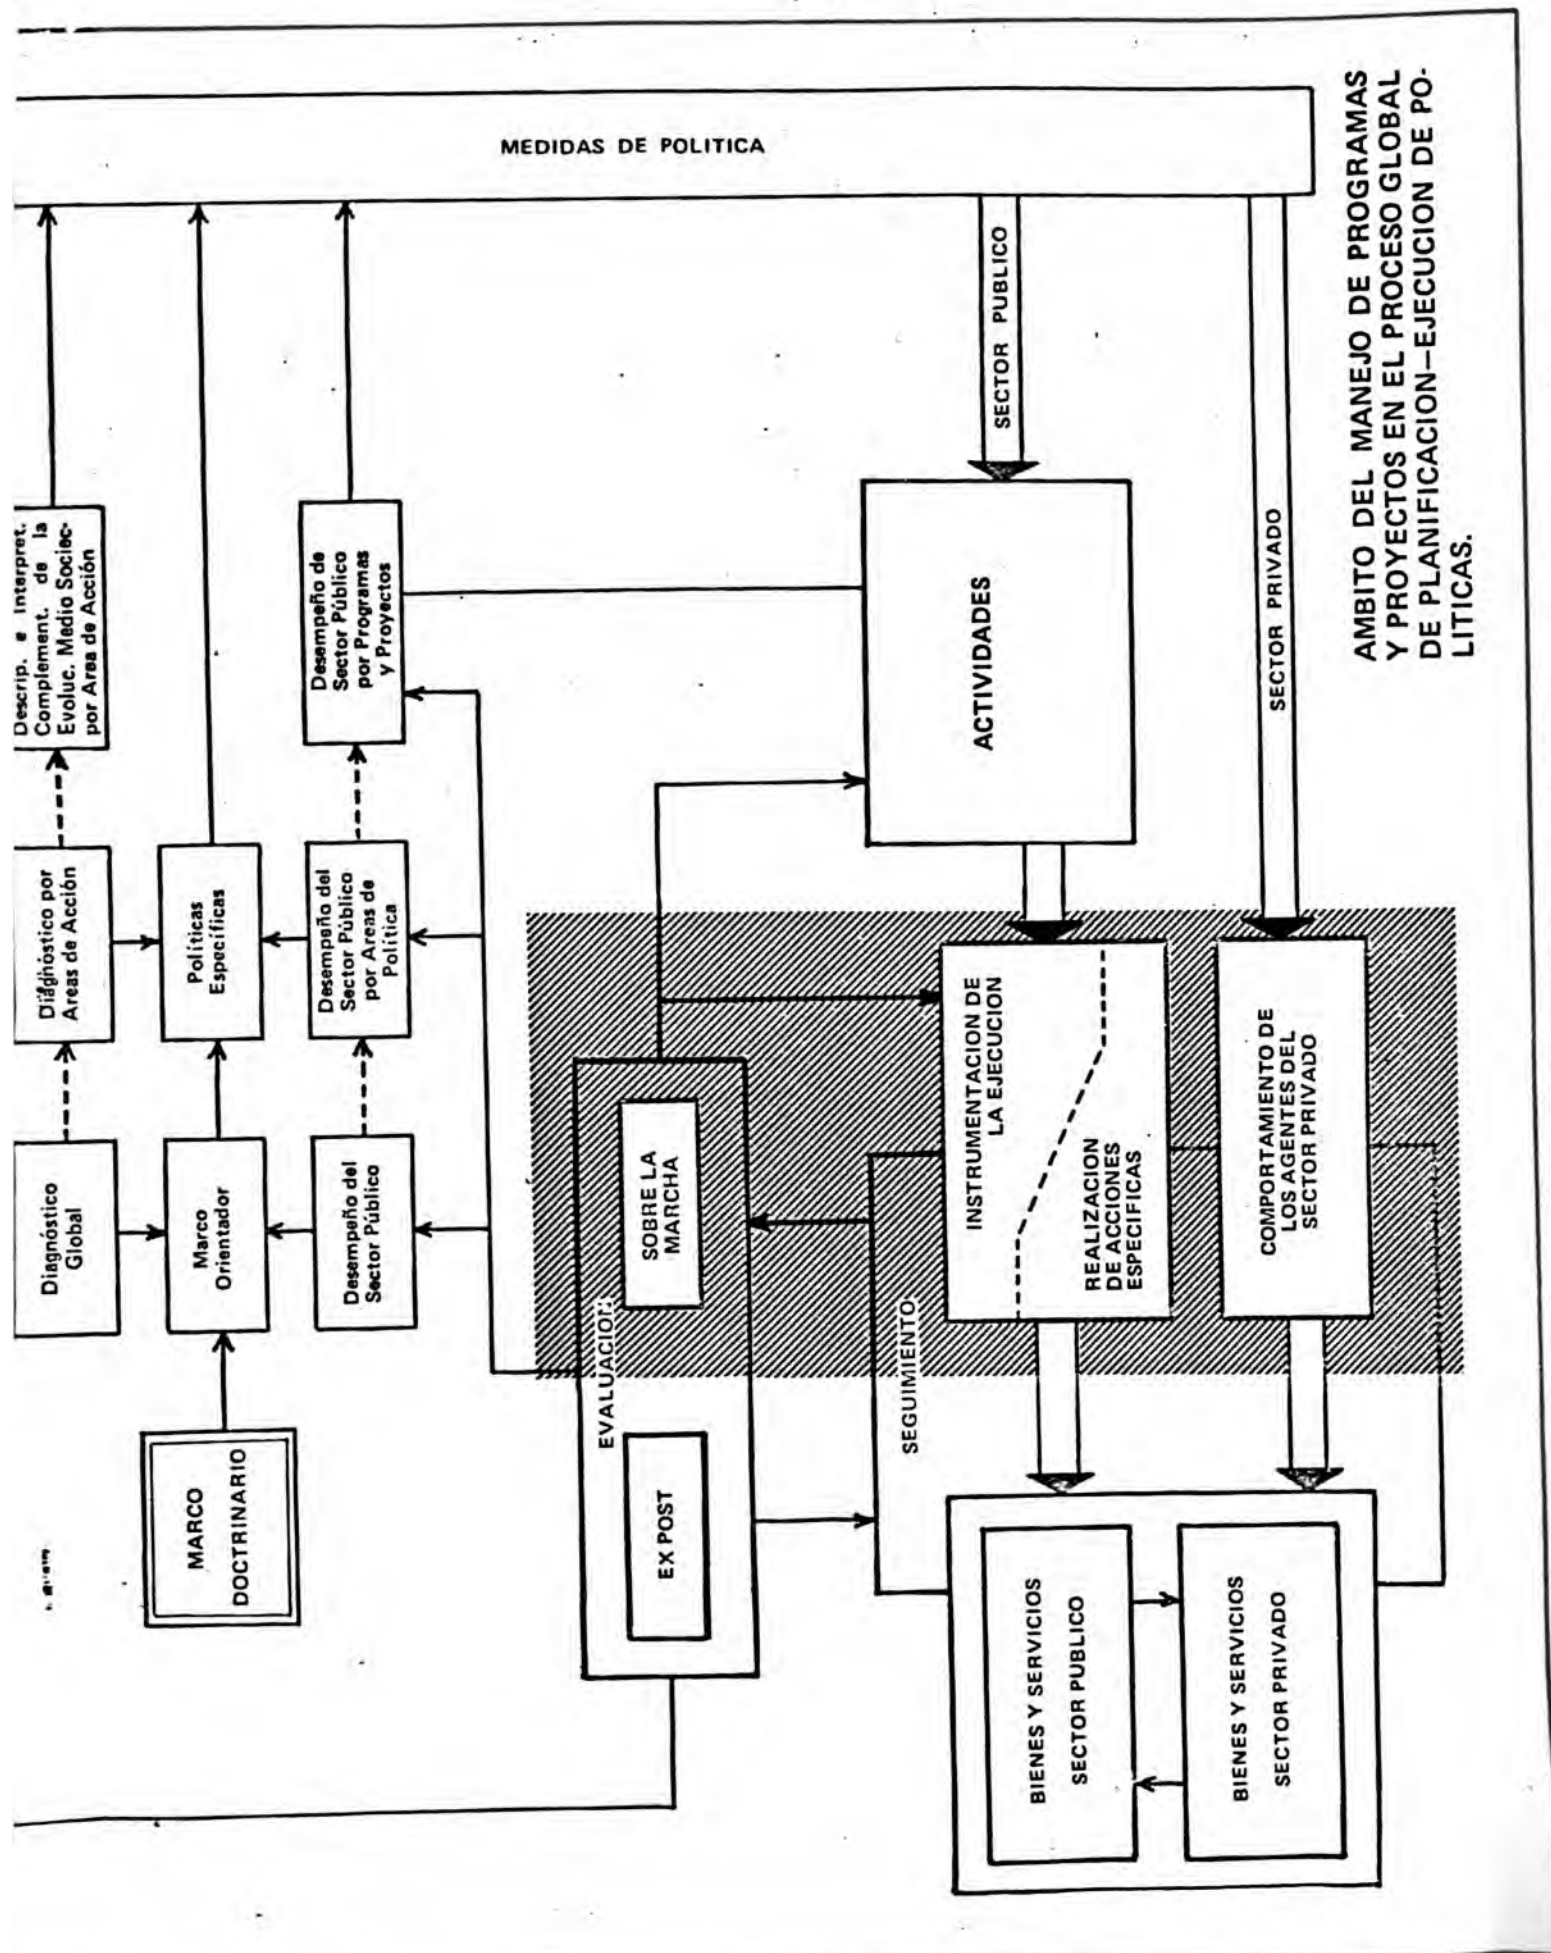 MEDIDAS DE POLITICA
Descrip. e Interpret.
Complement. de la
Evoluc. Medio Sociec-
por Area de Acción
Diagnóstico por
Areas de Acción
Diagnóstico
Global
Políticas
Específicas
Marco
Orientador
MARCO
DOCTRINARIO
Desempeño de
Sector Público
por Programas
y Proyectos
Desempeño del
Sector Público
por Areas de
Política
Desempeño del
Sector Público
EVALUACION:
SOBRE LA
MARCHA
EX POST
SEGUIMIENTO
SECTOR PUBLICO
ACTIVIDADES
INSTRUMENTACION DE
LA EJECUCION
REALIZACION
DE ACCIONES
ESPECIFICAS
BIENES Y SERVICIOS
SECTOR PUBLICO
SECTOR PRIVADO
COMPORTAMIENTO DE
LOS AGENTES DEL
SECTOR PRIVADO
BIENES Y SERVICIOS
SECTOR PRIVADO
AMBITO DEL MANEJO DE PROGRAMAS
Y PROYECTOS EN EL PROCESO GLOBAL
DE PLANIFICACION—EJECUCION DE PO-
LITICAS.